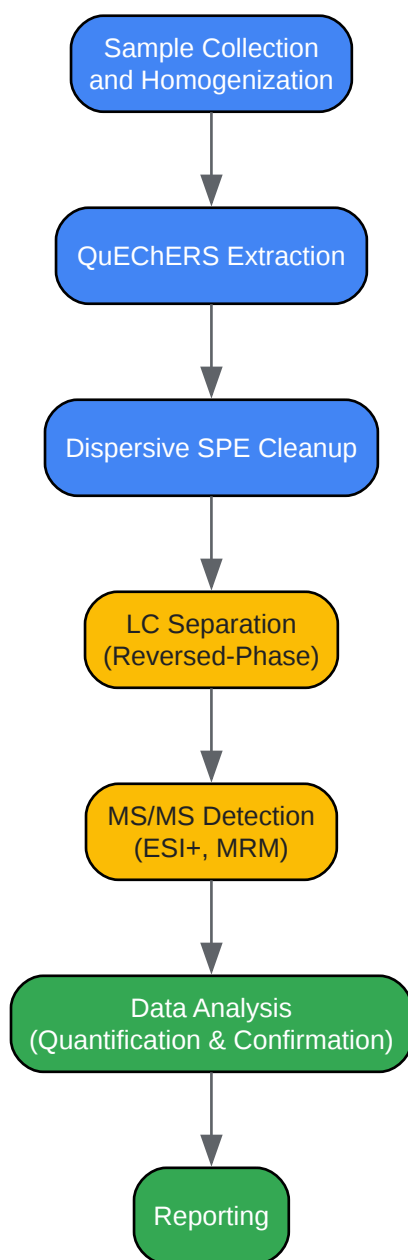 Sample Collection
and Homogenization
QuEChERS Extraction
Dispersive SPE Cleanup
LC Separation
(Reversed-Phase)
MS/MS Detection
(ESI+, MRM)
Data Analysis
(Quantification & Confirmation)
Reporting